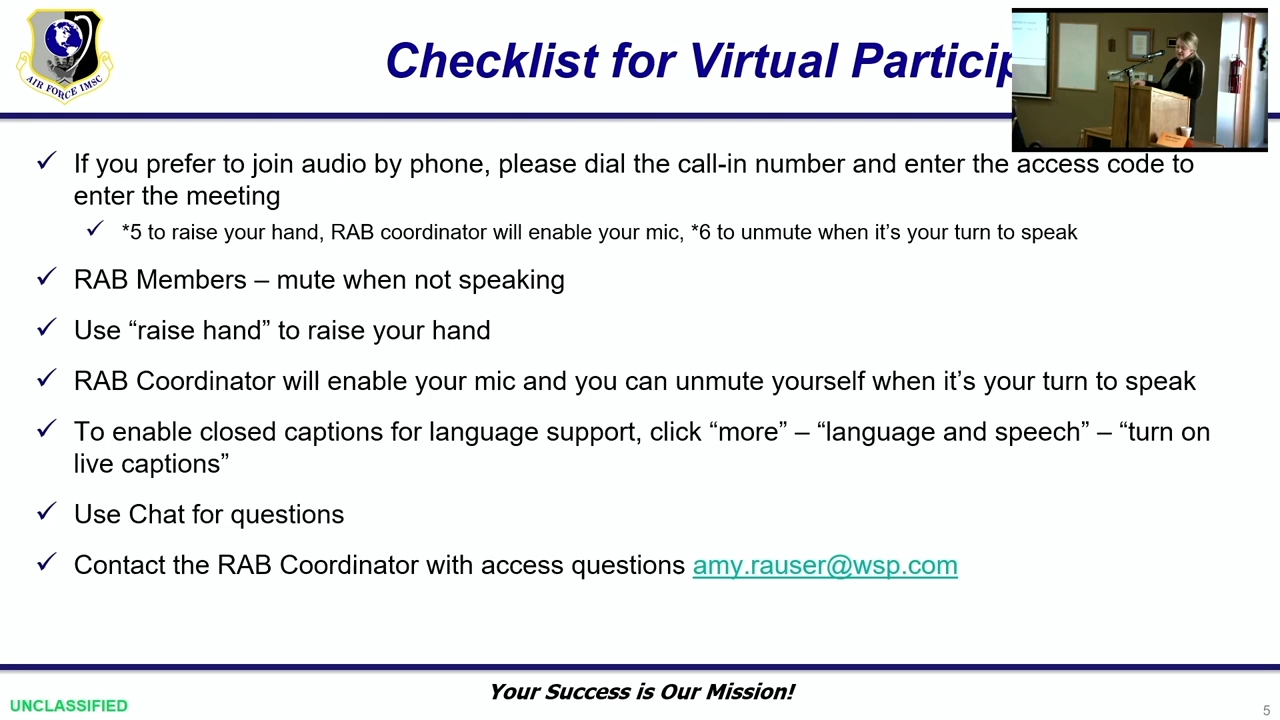 AIR FORCE IMSC
Checklist for Virtual Particip
✓ If you prefer to join audio by phone, please dial the call-in number and enter the access code to
enter the meeting
✓ *5 to raise your hand, RAB coordinator will enable your mic, *6 to unmute when it’s your turn to speak
✓ RAB Members – mute when not speaking
✓ Use “raise hand” to raise your hand
✓ RAB Coordinator will enable your mic and you can unmute yourself when it’s your turn to speak
✓ To enable closed captions for language support, click “more” – “language and speech” – “turn on
live captions”
✓ Use Chat for questions
✓ Contact the RAB Coordinator with access questions amy.rauser@wsp.com
Your Success is Our Mission!
UNCLASSIFIED
5